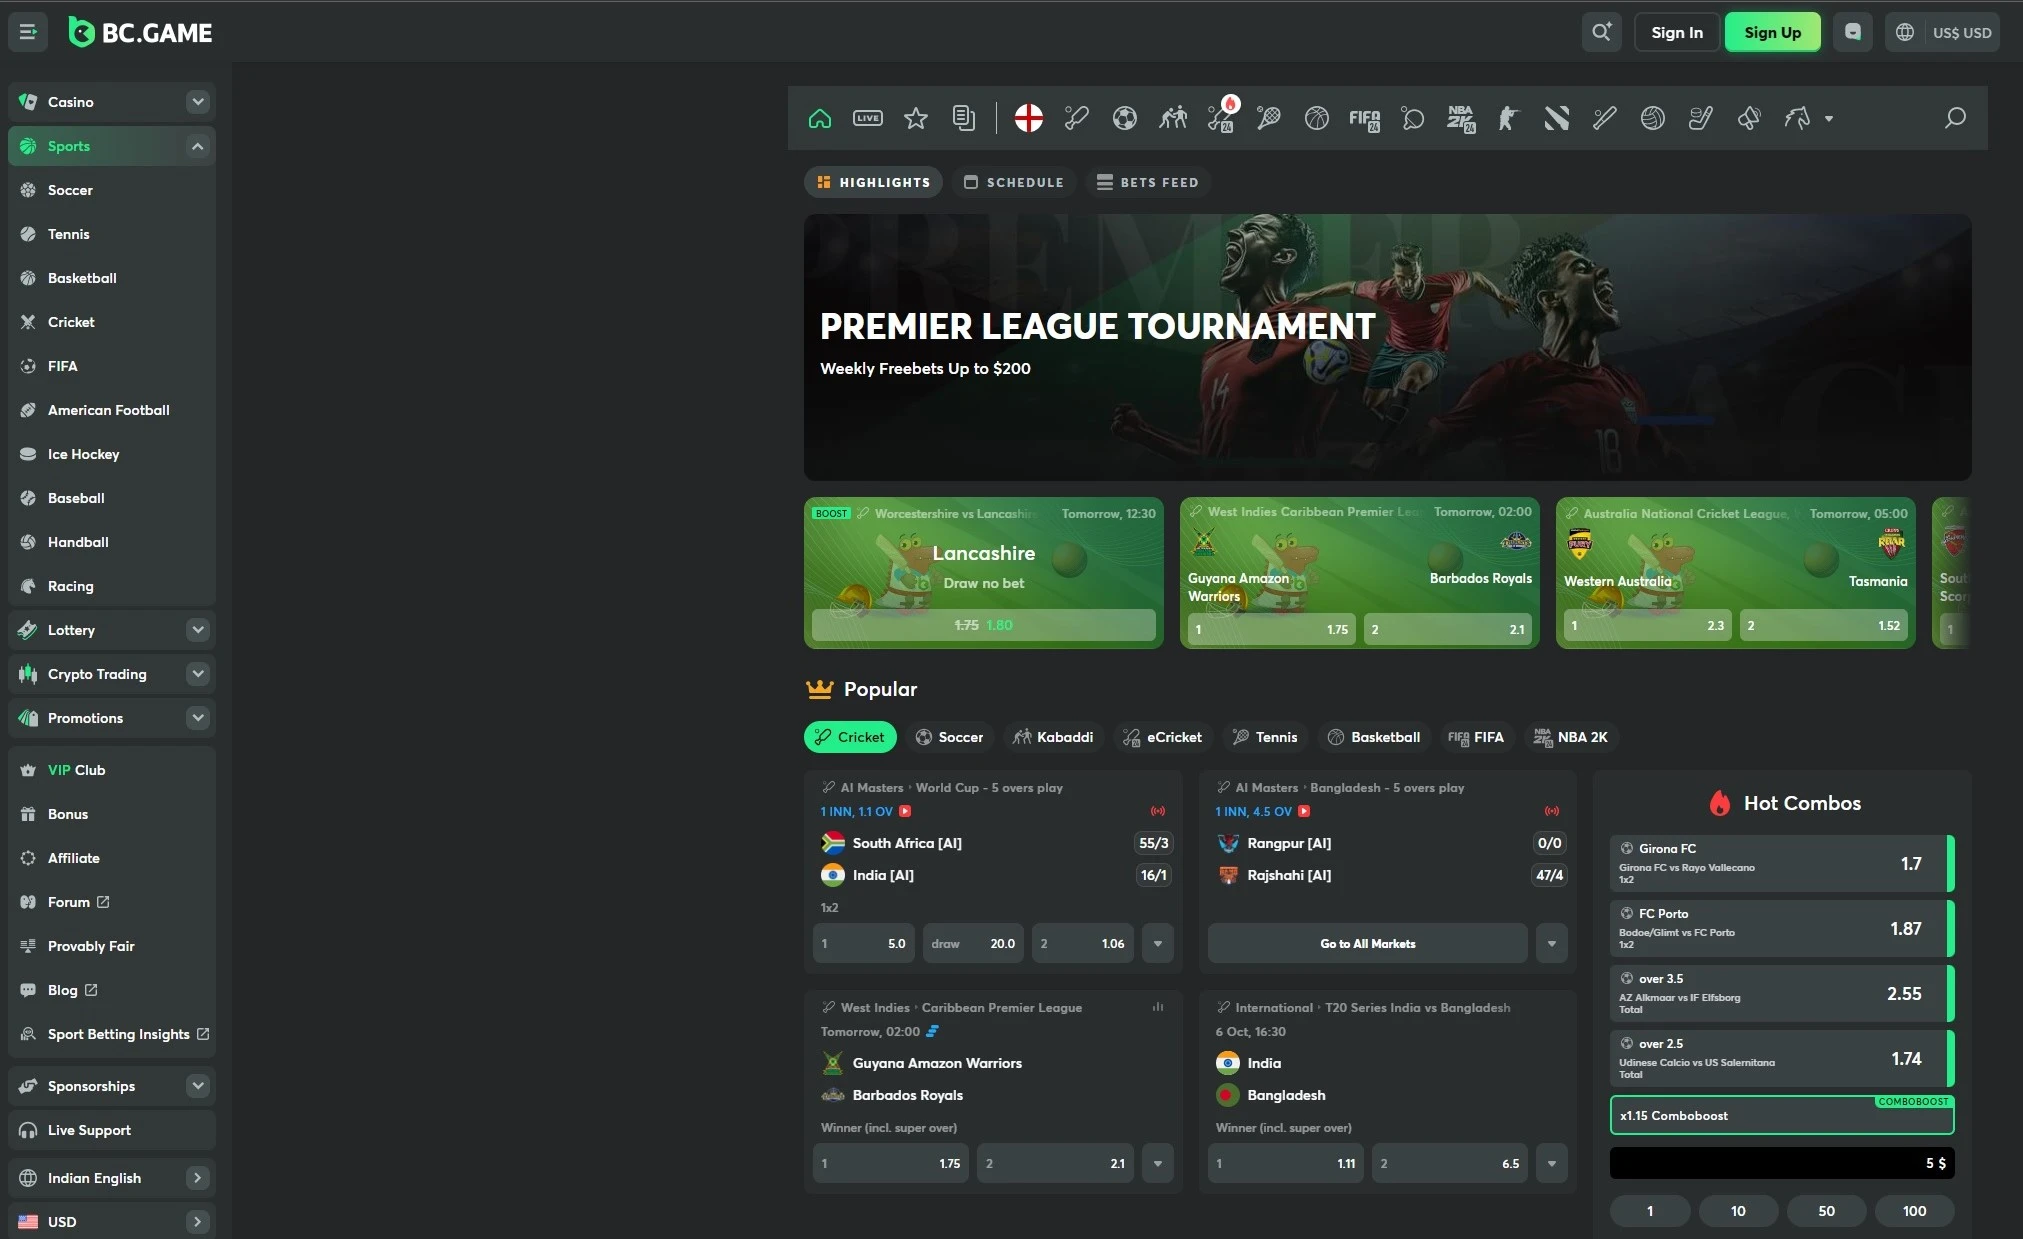 BC.GAME
Sign In
Sign Up
US$ USD
Casino
Sports
Soccer
Tennis
Basketball
Cricket
FIFA
American Football
Ice Hockey
Baseball
Handball
Racing
Lottery
Crypto Trading
Promotions
VIP Club
Bonus
Affiliate
Forum
Provably Fair
Blog
Sport Betting Insights
Sponsorships
Live Support
Indian English
USD
LIVE
24
FIFA 24
NBA 2K 24
HIGHLIGHTS
SCHEDULE
BETS FEED
PREMIER
PREMIER LEAGUE TOURNAMENT
Weekly Freebets Up to $200
14
18
BOOST Worcestershire vs Lancashire Tomorrow, 12:30
Lancashire
Draw no bet
1.75 1.80
West Indies Caribbean Premier Lea Tomorrow, 02:00
Guyana Amazon Warriors
Barbados Royals
1 1.75 2 2.1
Australia National Cricket League, Tomorrow, 05:00
Western Australia
Tasmania
1 2.3 2 1.52
Sout
Scorp
1
Popular
Cricket
Soccer
Kabaddi
eCricket
Tennis
Basketball
FIFA
NBA 2K
AI Masters · World Cup - 5 overs play
1 INN, 1.1 OV
South Africa [AI] 55/3
India [AI] 16/1
1x2
1 5.0 draw 20.0 2 1.06
AI Masters · Bangladesh - 5 overs play
1 INN, 4.5 OV
Rangpur [AI] 0/0
Rajshahi [AI] 47/4
Go to All Markets
West Indies · Caribbean Premier League
Tomorrow, 02:00
Guyana Amazon Warriors
Barbados Royals
Winner (incl. super over)
1 1.75 2 2.1
International · T20 Series India vs Bangladesh
6 Oct, 16:30
India
Bangladesh
Winner (incl. super over)
1 1.11 2 6.5
Hot Combos
Girona FC
Girona FC vs Rayo Vallecano
1x2
1.7
FC Porto
Bodoe/Glimt vs FC Porto
1x2
1.87
over 3.5
AZ Alkmaar vs IF Elfsborg
Total
2.55
over 2.5
Udinese Calcio vs US Salernitana
Total
1.74
COMBOBOOST
x1.15 Comboboost
5 $
1 10 50 100